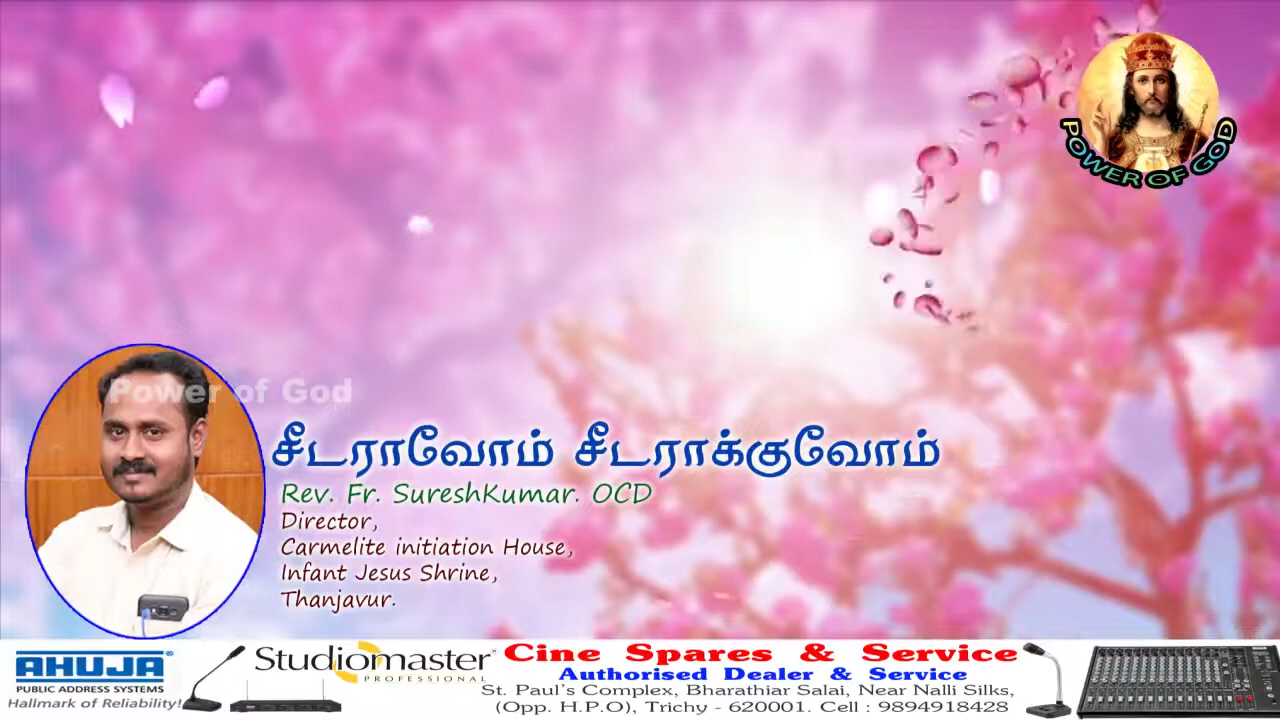 POWER OF GOD
Power of God
சீடராவோம் சீடராக்குவோம்
Rev. Fr. SureshKumar. OCD
Director,
Carmelite initiation House,
Infant Jesus Shrine,
Thanjavur.
AHUJA®
PUBLIC ADDRESS SYSTEMS
Hallmark of Reliability!
Studiomaster
PROFESSIONAL
Cine Spares & Service
Authorised Dealer & Service
St. Paul's Complex, Bharathiar Salai, Near Nalli Silks,
(Opp. H.P.O), Trichy - 620001. Cell : 9894918428